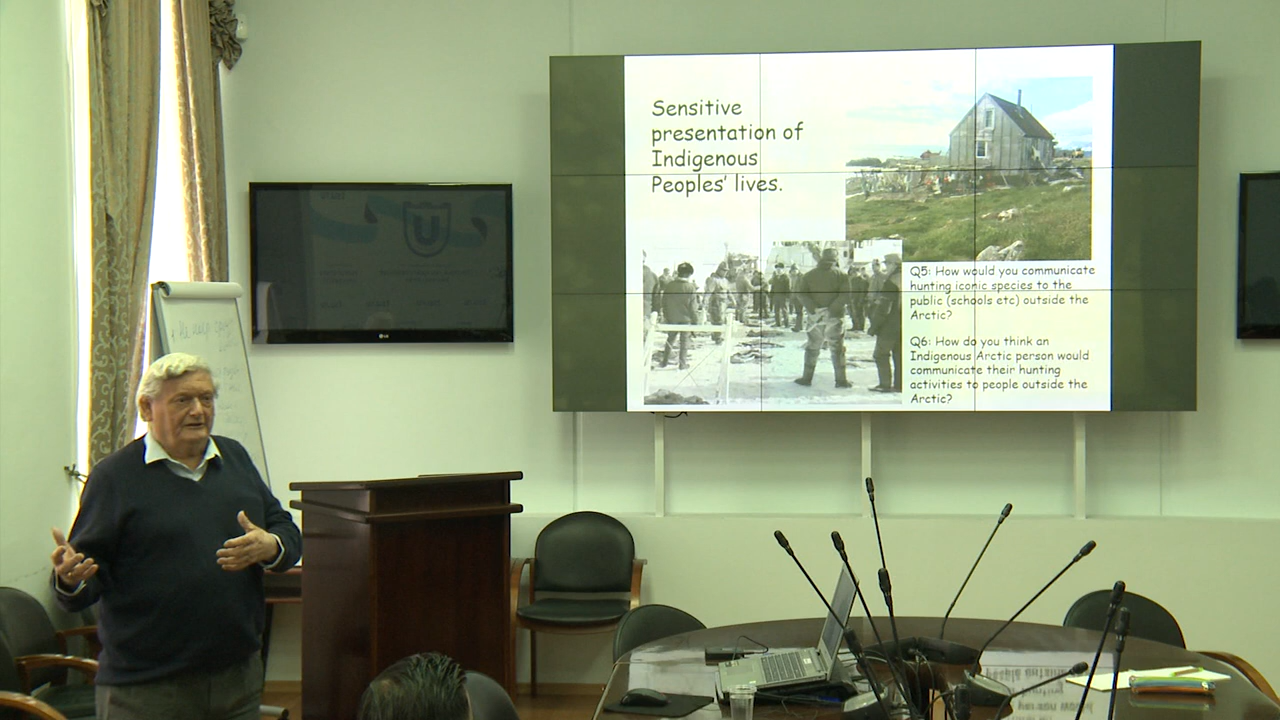 Sensitive
presentation of
Indigenous
Peoples' lives.
Q5: How would you communicate
hunting iconic species to the
public (schools etc) outside the
Arctic?
Q6: How do you think an
Indigenous Arctic person would
communicate their hunting
activities to people outside the
Arctic?
U
LG